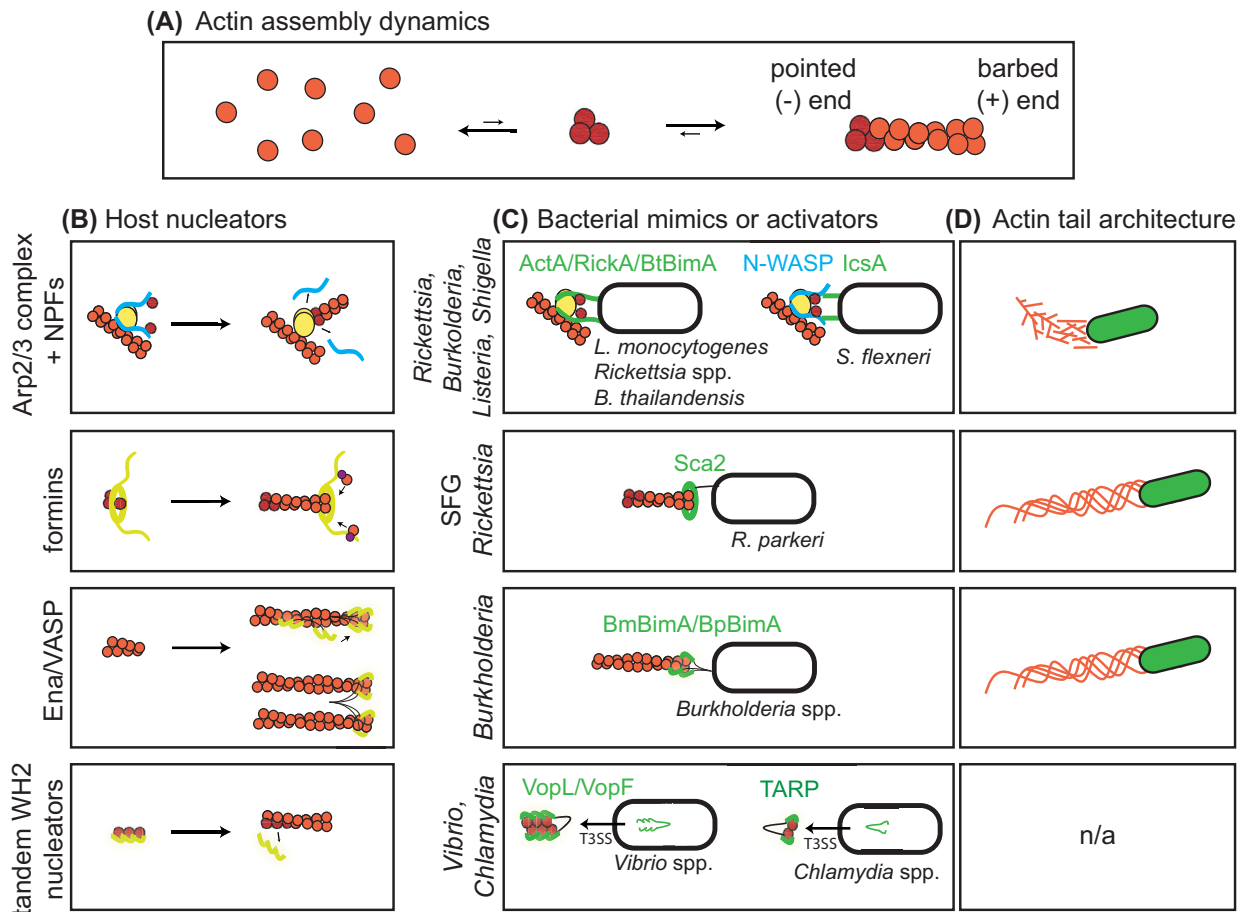 (A) Actin assembly dynamics
pointed
(-) end
barbed
(+) end
(B) Host nucleators
(C) Bacterial mimics or activators
(D) Actin tail architecture
Arp2/3 complex
+ NPFs
Rickettsia,
Burkolderia,
Listeria, Shigella
ActA/RickA/BtBimA
N-WASP IcsA
L. monocytogenes
Rickettsia spp.
B. thailandensis
S. flexneri
formins
SFG
Rickettsia
Sca2
R. parkeri
Ena/VASP
Burkholderia
BmBimA/BpBimA
Burkholderia spp.
tandem WH2
nucleators
Vibrio,
Chlamydia
VopL/VopF
T3SS
Vibrio spp.
TARP
T3SS
Chlamydia spp.
n/a